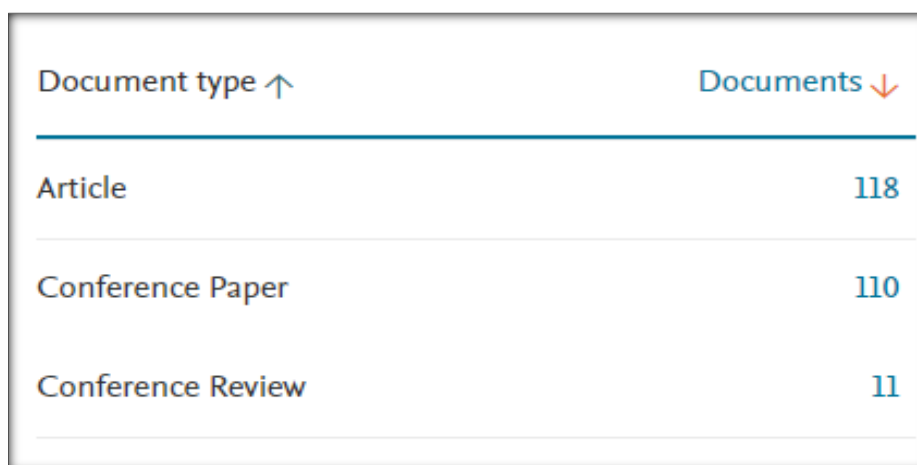 Document type ↑ Documents ↓
Article 118
Conference Paper 110
Conference Review 11